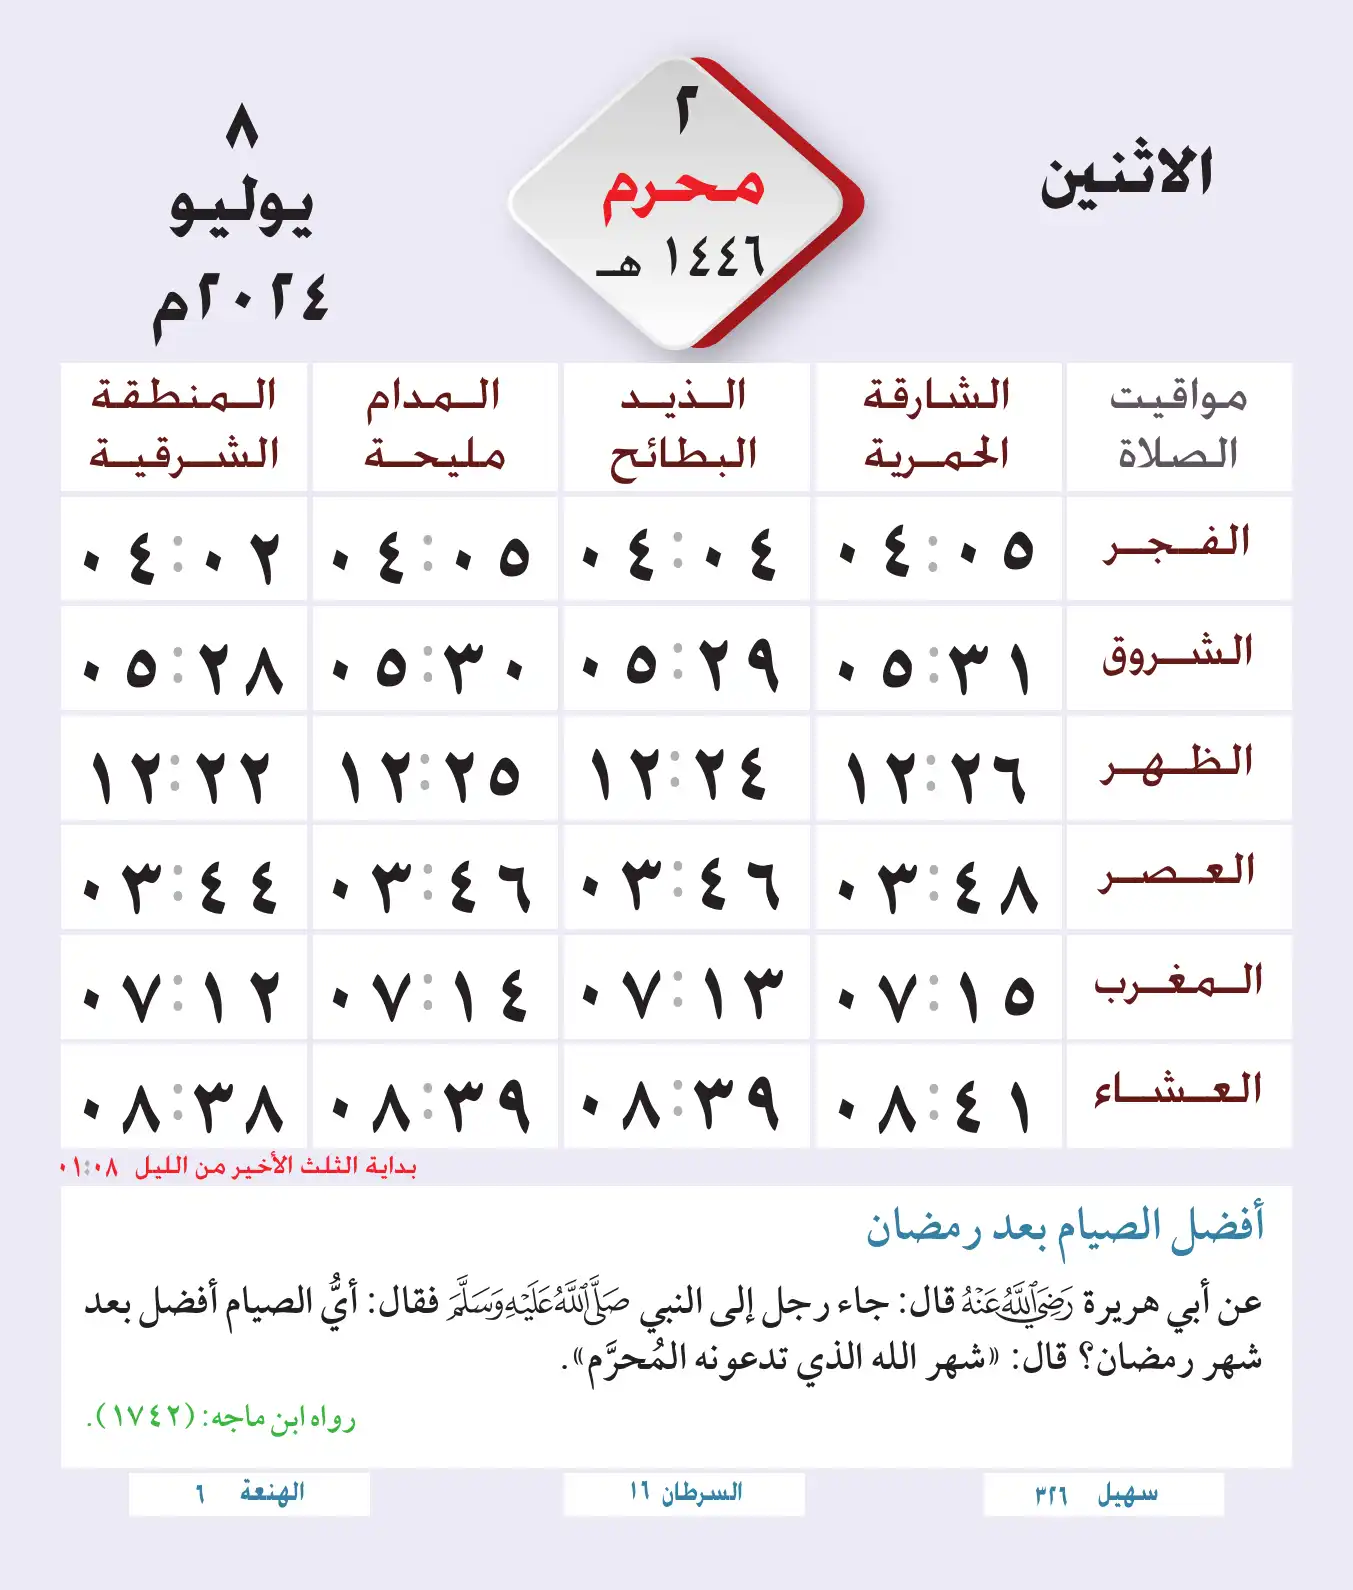 الاثنين
٢
محرم
١٤٤٦ هـ
٨
يوليو
٢٠٢٤م
مواقيت الصلاة
الشارقة الحمرية
الذيد البطائح
المدام مليحة
المنطقة الشرقية
الفجر ٠٤:٠٥ ٠٤:٠٤ ٠٤:٠٥ ٠٤:٠٢
الشروق ٠٥:٣١ ٠٥:٢٩ ٠٥:٣٠ ٠٥:٢٨
الظهر ١٢:٢٦ ١٢:٢٤ ١٢:٢٥ ١٢:٢٢
العصر ٠٣:٤٨ ٠٣:٤٦ ٠٣:٤٦ ٠٣:٤٤
المغرب ٠٧:١٥ ٠٧:١٣ ٠٧:١٤ ٠٧:١٢
العشاء ٠٨:٤١ ٠٨:٣٩ ٠٨:٣٩ ٠٨:٣٨
بداية الثلث الأخير من الليل ٠١:٠٨
أفضل الصيام بعد رمضان
عن أبي هريرة رَضِيَ اللَّهُ عَنْهُ قال: جاء رجل إلى النبي صَلَّى اللَّهُ عَلَيْهِ وَسَلَّمَ فقال: أيُّ الصيام أفضل بعد
شهر رمضان؟ قال: «شهر الله الذي تدعونه المُحرَّم».
رواه ابن ماجه: (١٧٤٢).
سهيل ٣٢٦
السرطان ١٦
الهنعة ٦